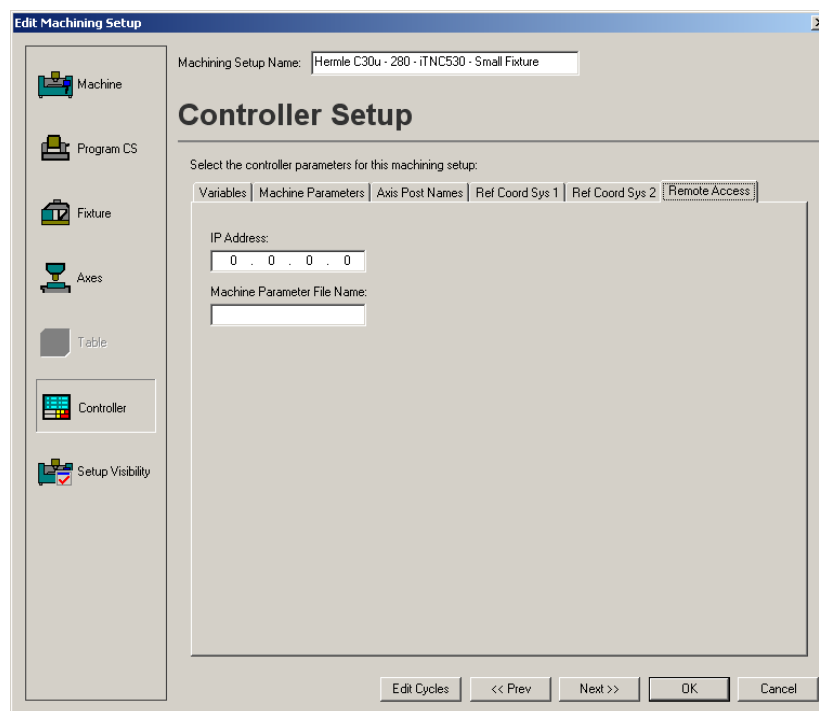 Edit Machining Setup
Machining Setup Name: Hermle C30u - 280 - iTNC530 - Small Fixture
Machine
Controller Setup
Program CS
Select the controller parameters for this machining setup:
Variables Machine Parameters Axis Post Names Ref Coord Sys 1 Ref Coord Sys 2 Remote Access
Fixture
IP Address:
0 . 0 . 0 . 0
Axes
Machine Parameter File Name:
Table
Controller
Setup Visibility
Edit Cycles << Prev Next >> OK Cancel